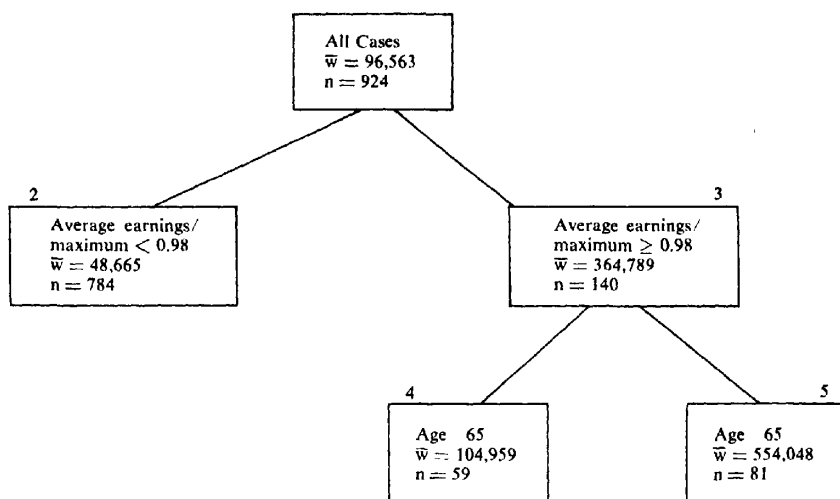 All Cases
w̅ = 96,563
n = 924
2
Average earnings/
maximum < 0.98
w̅ = 48,665
n = 784
3
Average earnings/
maximum ≥ 0.98
w̅ = 364,789
n = 140
4
Age 65
w̅ = 104,959
n = 59
5
Age 65
w̅ = 554,048
n = 81